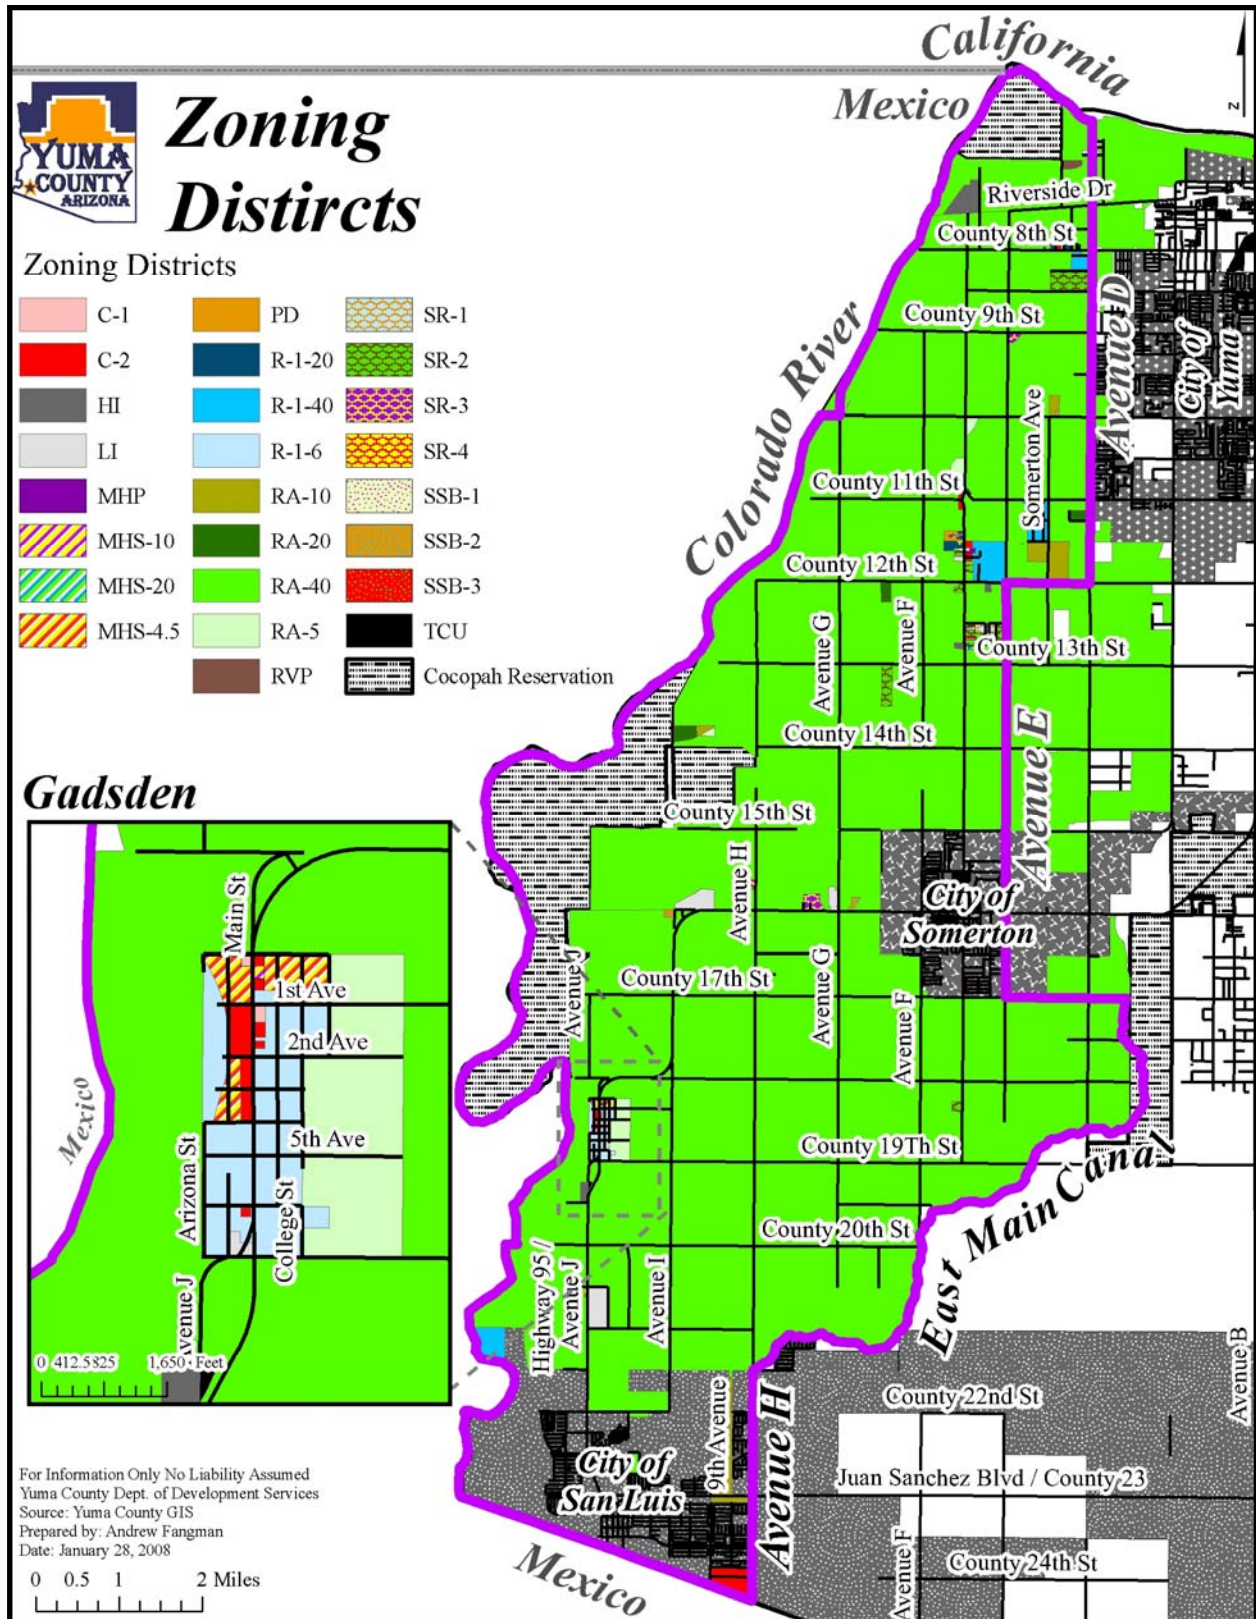 California
Mexico
N
YUMA
COUNTY
ARIZONA
Zoning
Distircts
Zoning Districts
C-1
C-2
HI
LI
MHP
MHS-10
MHS-20
MHS-4.5
PD
R-1-20
R-1-40
R-1-6
RA-10
RA-20
RA-40
RA-5
RVP
SR-1
SR-2
SR-3
SR-4
SSB-1
SSB-2
SSB-3
TCU
Cocopah Reservation
Riverside Dr
County 8th St
County 9th St
Avenue D
City of
Yuma
Colorado River
Somerton Ave
County 11th St
County 12th St
Avenue G
Avenue F
County 13th St
Avenue E
County 14th St
County 15th St
Avenue H
City of
Somerton
Avenue J
County 17th St
Avenue G
Avenue F
County 19Th St
East Main Canal
County 20th St
Highway 95 /
Avenue J
Avenue I
Avenue B
County 22nd St
9th Avenue
Avenue H
City of
San Luis
Juan Sanchez Blvd / County 23
Avenue F
County 24th St
Mexico
Gadsden
Main St
1st Ave
2nd Ave
Mexico
5th Ave
Arizona St
College St
Avenue J
0 412.5825 1,650 Feet
For Information Only No Liability Assumed
Yuma County Dept. of Development Services
Source: Yuma County GIS
Prepared by: Andrew Fangman
Date: January 28, 2008
0 0.5 1 2 Miles